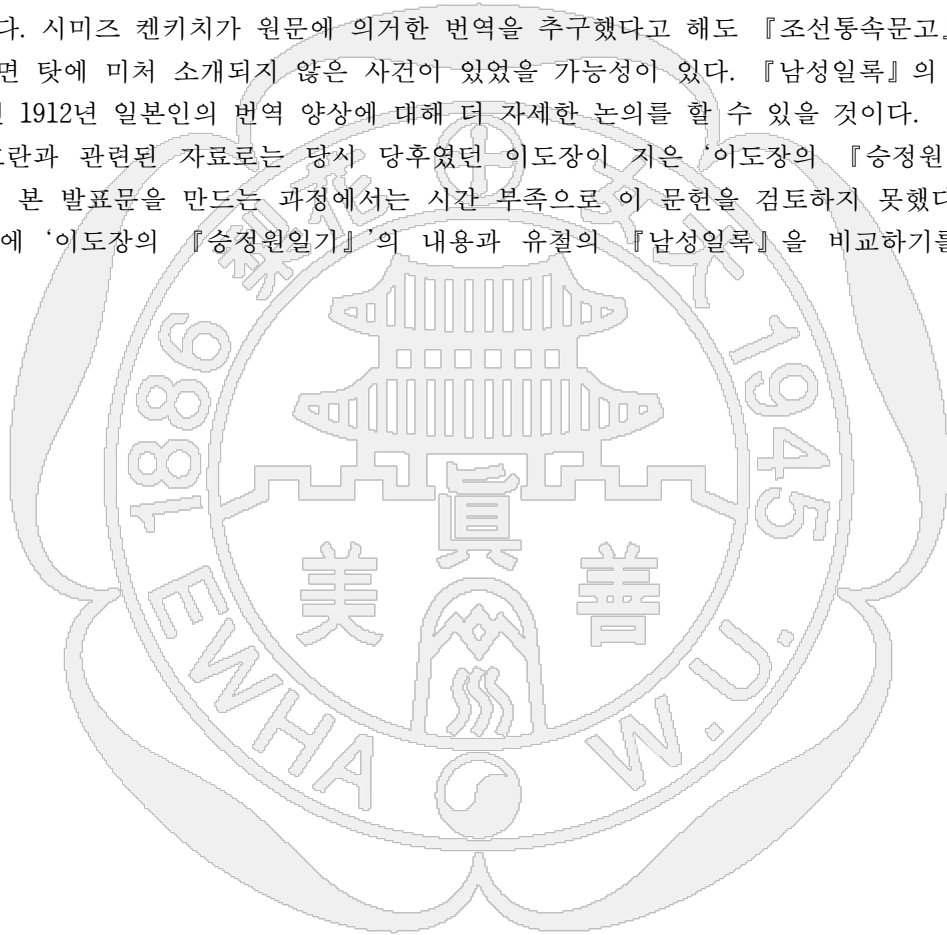 다. 시미즈 켄키치가 원문에 의거한 번역을 추구했다고 해도 『조선통속문고』
면 탓에 미처 소개되지 않은 사건이 있었을 가능성이 있다. 『남성일록』의
1912년 일본인의 번역 양상에 대해 더 자세한 논의를 할 수 있을 것이다.
호란과 관련된 자료로는 당시 당후였던 이도장이 지은 ‘이도장의 『승정원
본 발표문을 만드는 과정에서는 시간 부족으로 이 문헌을 검토하지 못했다
에 ‘이도장의 『승정원일기』’의 내용과 유철의 『남성일록』을 비교하기를
梨花 女大
1886 1945
眞
美 善
EWHA W.U.